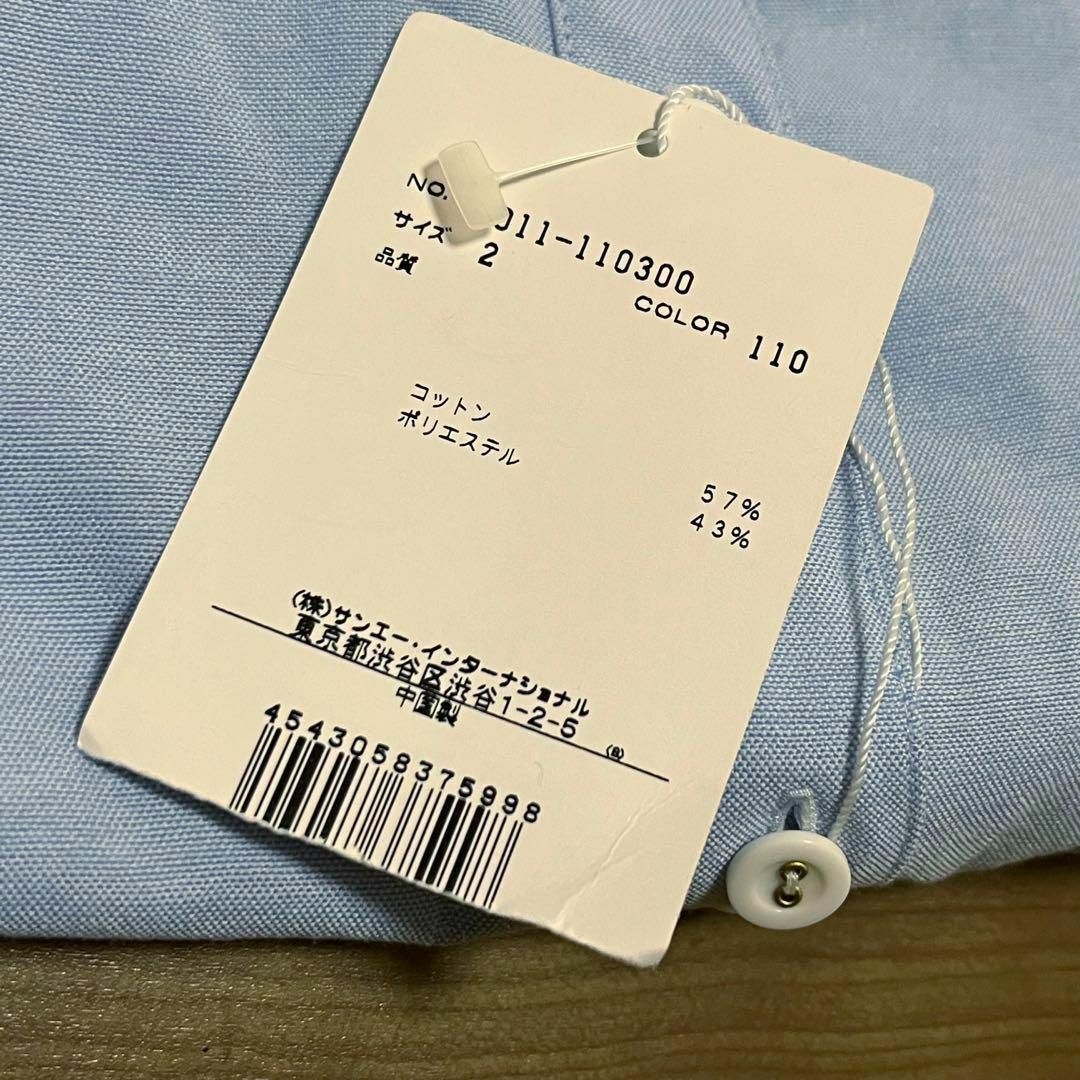 NO. 011-110300
サイズ 2
品質
COLOR 110
コットン 57%
ポリエステル 43%
(株)サンエー・インターナショナル
東京都渋谷区渋谷1-2-5
中国製 (B)
4543058375998